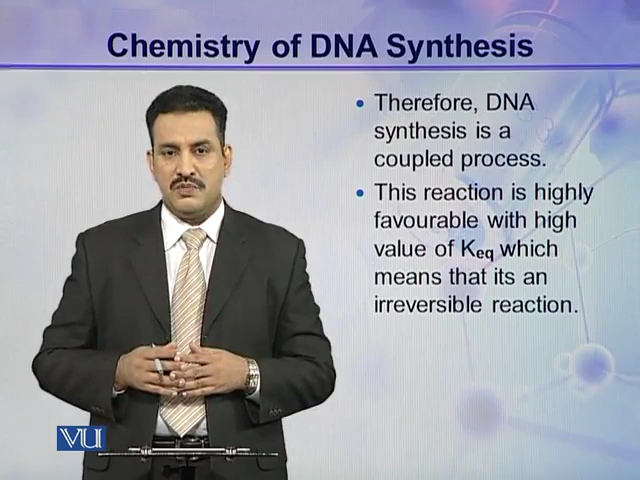 Chemistry of DNA Synthesis
• Therefore, DNA
synthesis is a
coupled process.
• This reaction is highly
favourable with high
value of Keq which
means that its an
irreversible reaction.
VU